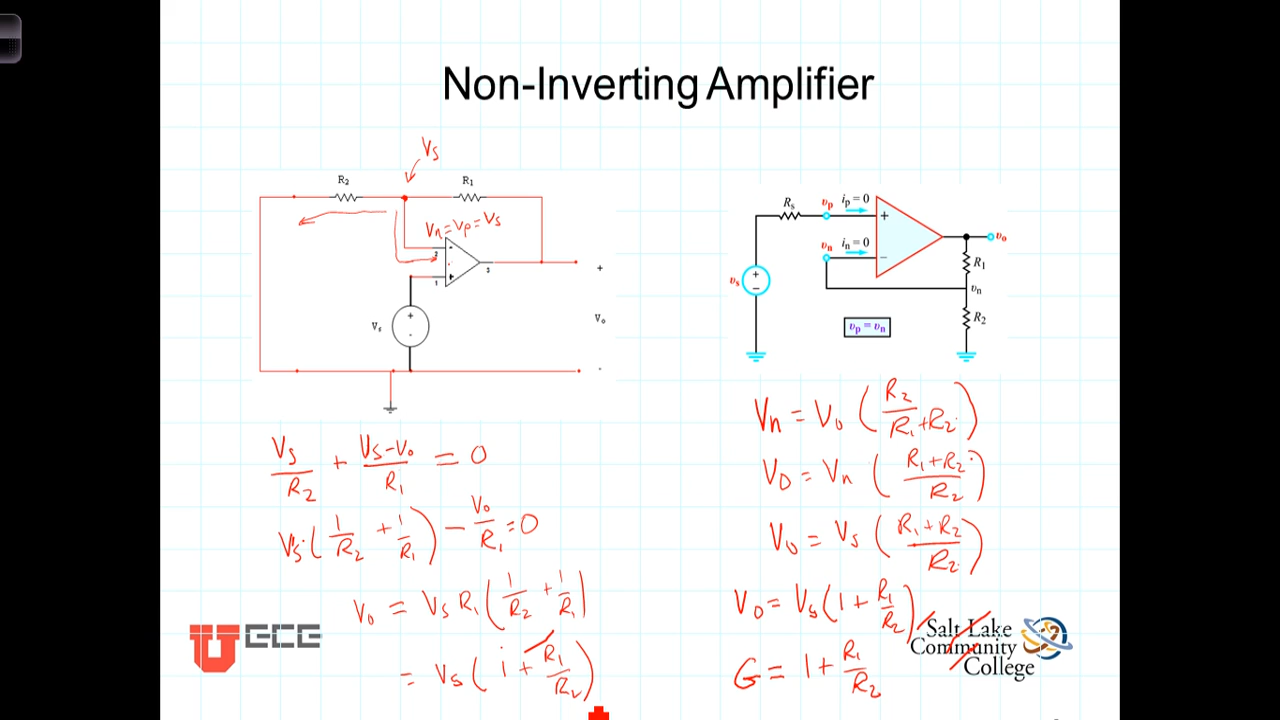 Non-Inverting Amplifier
Vs
R2
R1
Vn=Vp=Vs
2
-
+
1
3
+
-
Vs
+
Vo
-
Rs
vp
ip = 0
+
vn
in = 0
−
vo
R1
vn
R2
+
−
vs
vp = vn
Vs/R2 + (Vs-Vo)/R1 = 0
Vs(1/R2 + 1/R1) - Vo/R1 = 0
Vo = Vs R1(1/R2 + 1/R1)
= Vs(1 + R1/R2)
Vn = Vo (R2/(R1+R2))
Vo = Vn ((R1+R2)/R2)
Vo = Vs ((R1+R2)/R2)
Vo = Vs(1 + R1/R2)
G = 1 + R1/R2
U ECE
Salt Lake
Community
College